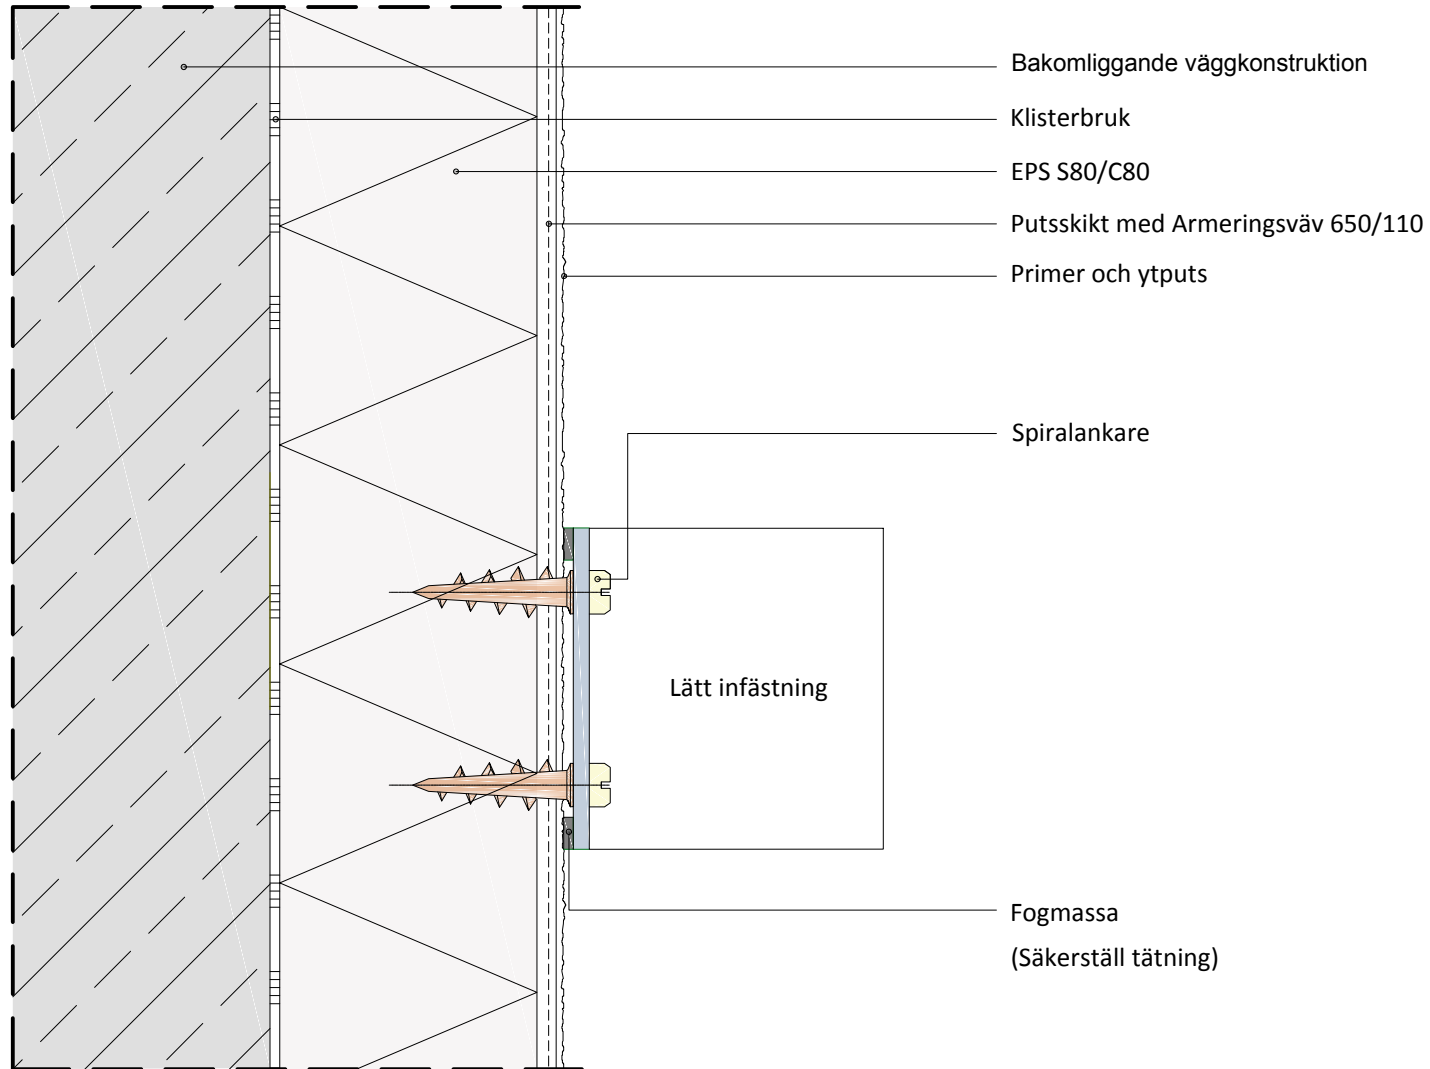 Bakomliggande väggkonstruktion
Klisterbruk
EPS S80/C80
Putsskikt med Armeringsväv 650/110
Primer och ytputs
Spiralankare
Lätt infästning
Fogmassa
(Säkerställ tätning)